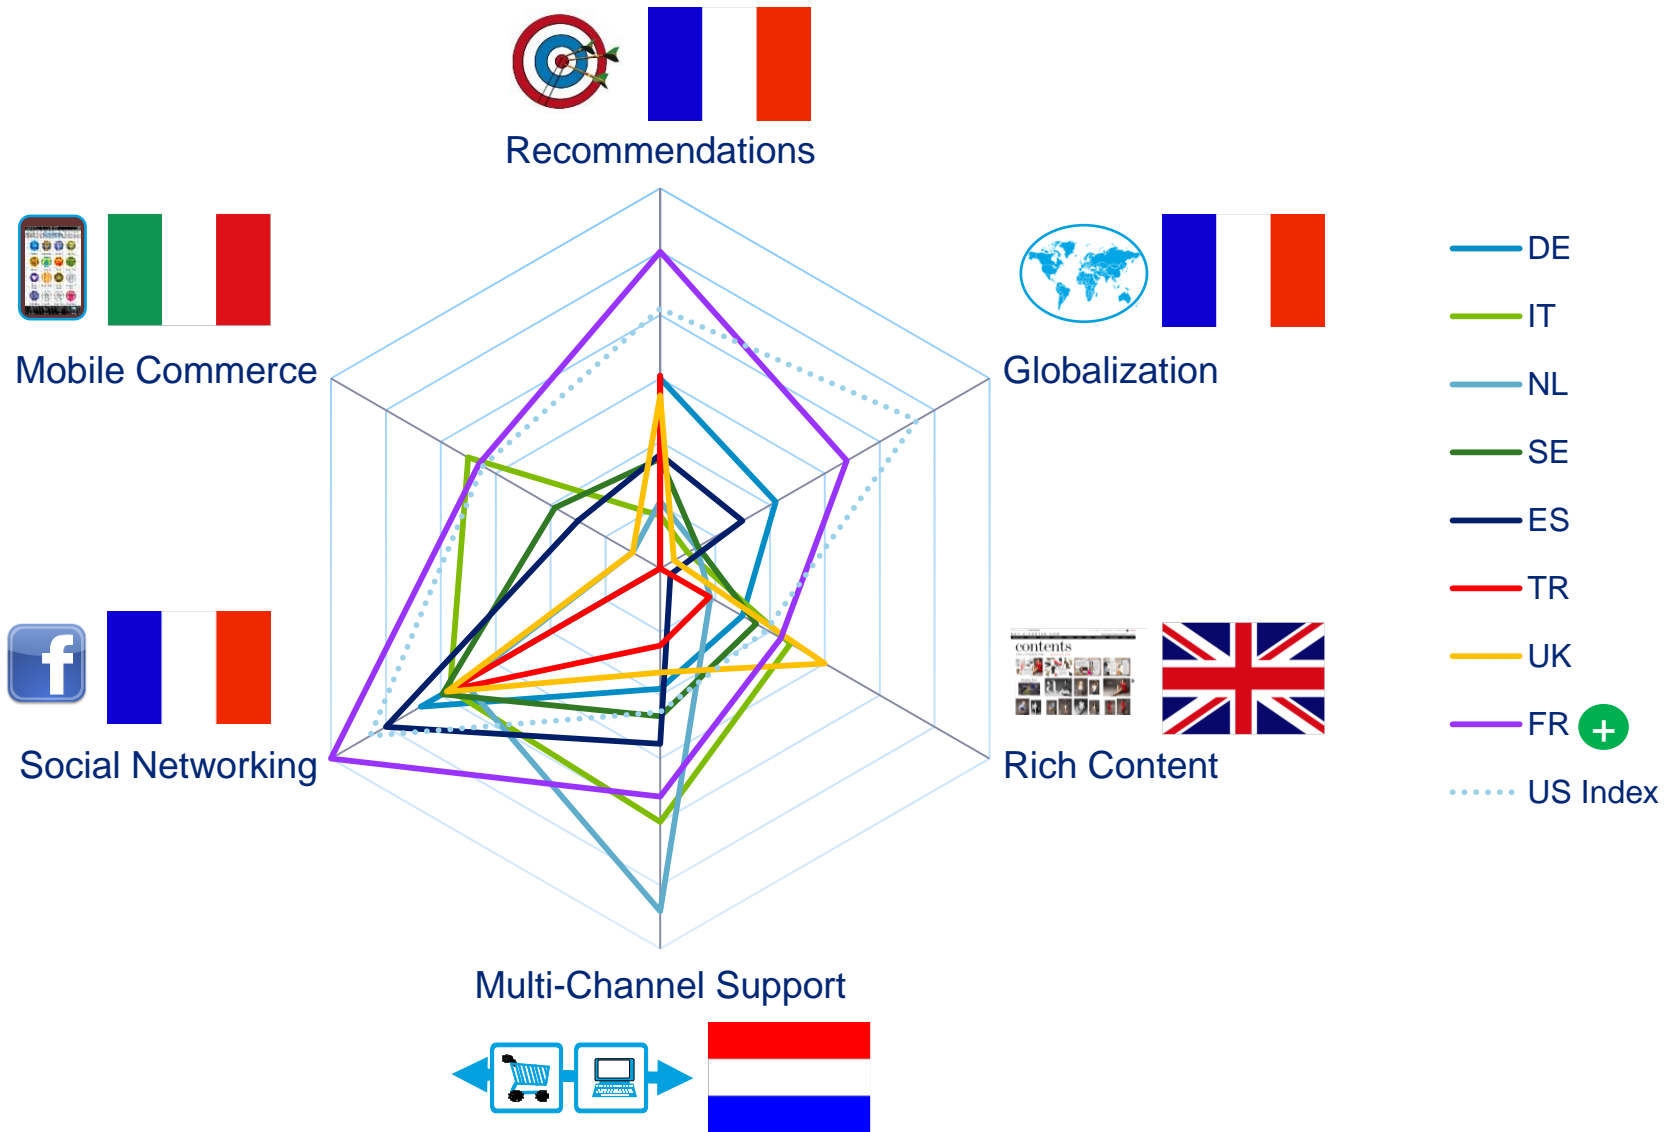 Recommendations
Mobile Commerce
Globalization
DE
IT
NL
SE
ES
TR
UK
FR +
US Index
f
contents
Social Networking
Rich Content
Multi-Channel Support